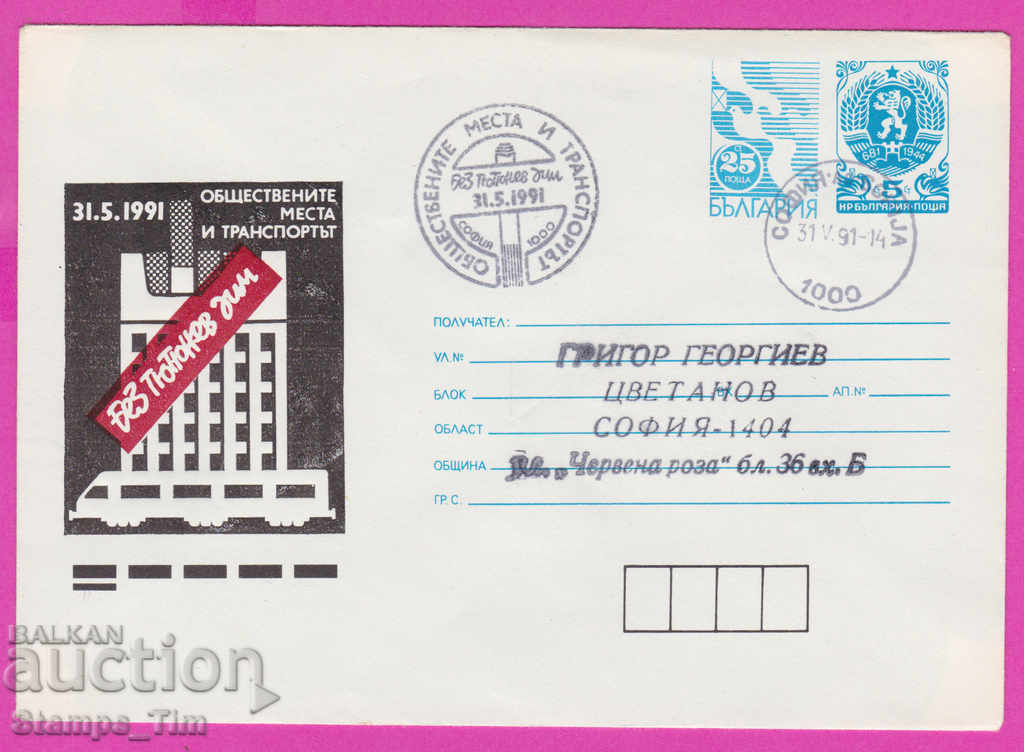 31.5.1991
ОБЩЕСТВЕНИТЕ
МЕСТА
И ТРАНСПОРТЪТ
без тютюнев дим
ОБЩЕСТВЕНИТЕ МЕСТА И ТРАНСПОРТЪТ
без тютюнев дим
31.5.1991
СОФИЯ 1000
СТ.
25
ПОЩА
БЪЛГАРИЯ
681 1944
5 СТ.
НР БЪЛГАРИЯ·ПОЩА
31 V.91-14
1000
ПОЛУЧАТЕЛ:
УЛ.№ ГРИГОР ГЕОРГИЕВ
БЛОК ЦВЕТАНОВ АП.№
ОБЛАСТ СОФИЯ-1404
ОБЩИНА „Червена роза“ бл. 36 вх. Б
ГР. С.
BALKAN
auction
Stamps_Tim